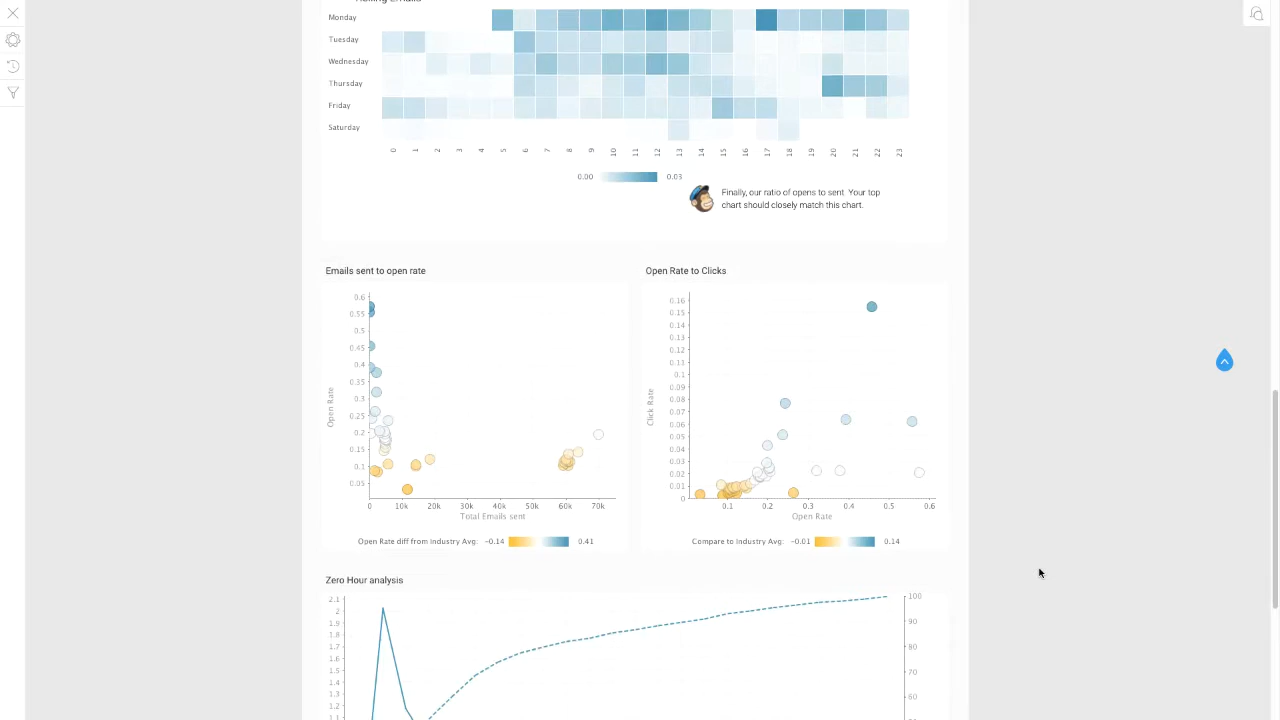 Monday
Tuesday
Wednesday
Thursday
Friday
Saturday
0 1 2 3 4 5 6 7 8 9 10 11 12 13 14 15 16 17 18 19 20 21 22 23
0.00 0.03
Finally, our ratio of opens to sent Your top
chart should closely match this chart.
Emails sent to open rate
0.6
0.55
0.5
0.45
0.4
0.35
0.3
0.25
0.2
0.15
0.1
0.05
Open Rate
0 10k 20k 30k 40k 50k 60k 70k
Total Emails sent
Open Rate diff from Industry Avg: −0.14 0.41
Open Rate to Clicks
0.16
0.15
0.14
0.13
0.12
0.11
0.1
0.09
0.08
0.07
0.06
0.05
0.04
0.03
0.02
0.01
0
Click Rate
0.1 0.2 0.3 0.4 0.5 0.6
Open Rate
Compare to Industry Avg: −0.01 0.14
Zero Hour analysis
2.1
2
1.9
1.8
1.7
1.6
1.5
1.4
1.3
1.2
1.1
100
90
80
70
60